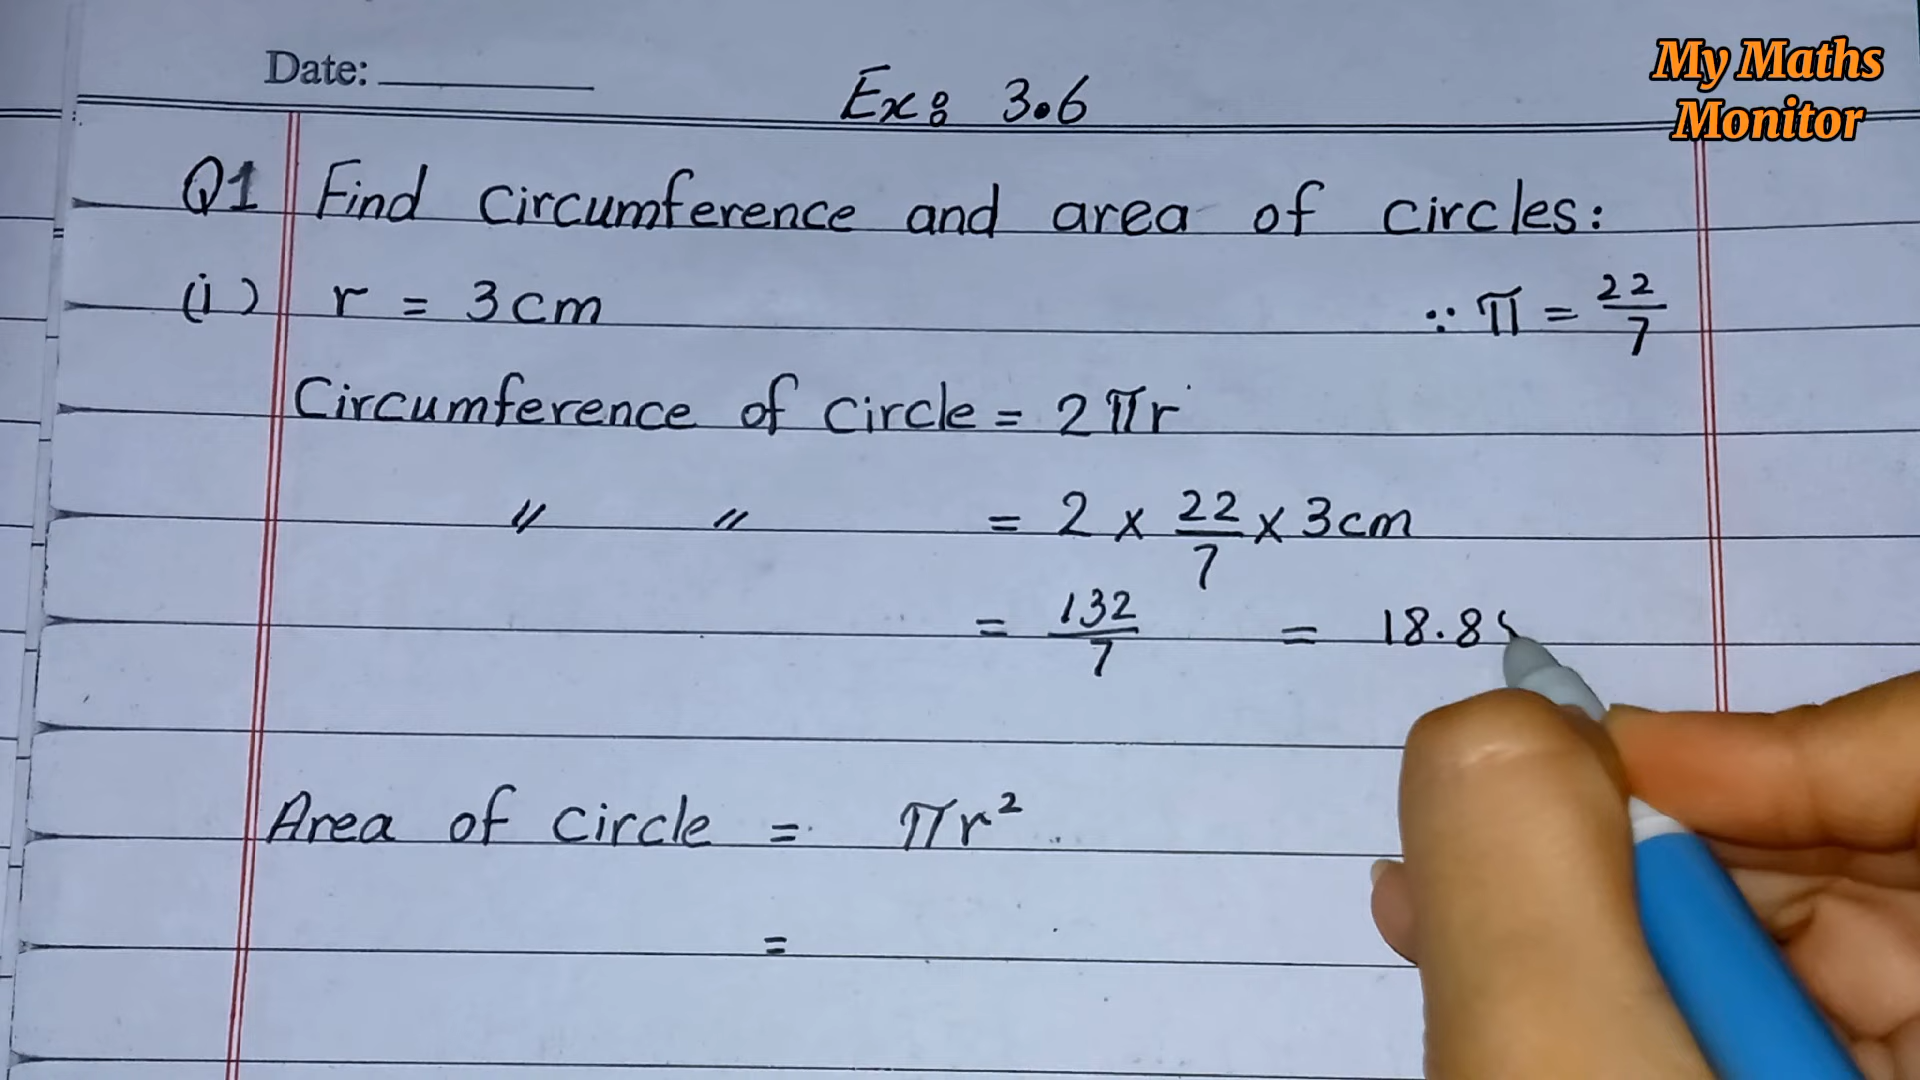 My Maths
Monitor
Date:
Ex: 3.6
Q1 Find circumference and area of circles:
(i) r = 3cm ∵ π = 22/7
Circumference of circle = 2πr
〃 〃 = 2 × 22/7 × 3cm
= 132/7 = 18.8
Area of circle = πr²
=